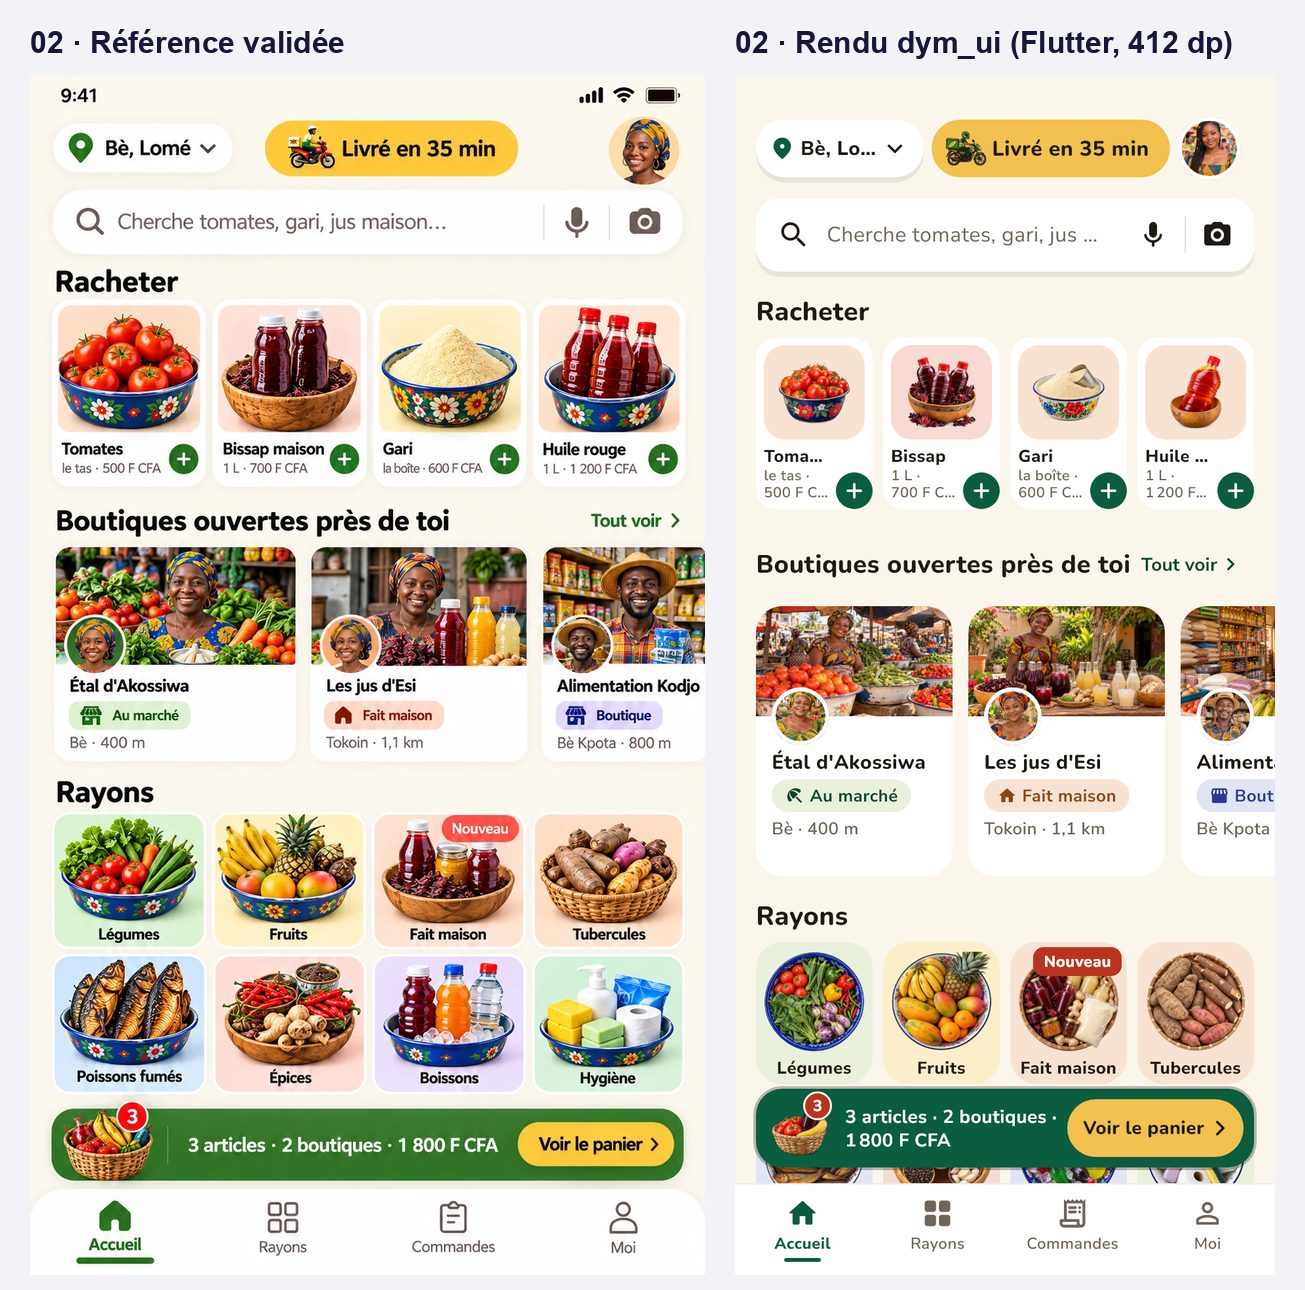 02 · Référence validée
9:41
Bè, Lomé
Livré en 35 min
Cherche tomates, gari, jus maison...
Racheter
Tomates
le tas · 500 F CFA
Bissap maison
1 L · 700 F CFA
Gari
la boîte · 600 F CFA
Huile rouge
1 L · 1 200 F CFA
Boutiques ouvertes près de toi
Tout voir
Étal d'Akossiwa
Au marché
Bè · 400 m
Les jus d'Esi
Fait maison
Tokoin · 1,1 km
Alimentation Kodjo
Boutique
Bè Kpota · 800 m
Rayons
Légumes
Fruits
Nouveau
Fait maison
Tubercules
Poissons fumés
Épices
Boissons
Hygiène
3
3 articles · 2 boutiques · 1 800 F CFA
Voir le panier
Accueil
Rayons
Commandes
Moi
02 · Rendu dym_ui (Flutter, 412 dp)
Bè, Lo...
Livré en 35 min
Cherche tomates, gari, jus ...
Racheter
Toma...
le tas ·
500 F C...
Bissap
1 L ·
700 F C...
Gari
la boîte ·
600 F C...
Huile ...
1 L ·
1 200 F...
Boutiques ouvertes près de toi
Tout voir
Étal d'Akossiwa
Au marché
Bè · 400 m
Les jus d'Esi
Fait maison
Tokoin · 1,1 km
Alimenta
Bout
Bè Kpota
Rayons
Légumes
Fruits
Nouveau
Fait maison
Tubercules
3
3 articles · 2 boutiques ·
1 800 F CFA
Voir le panier
Accueil
Rayons
Commandes
Moi